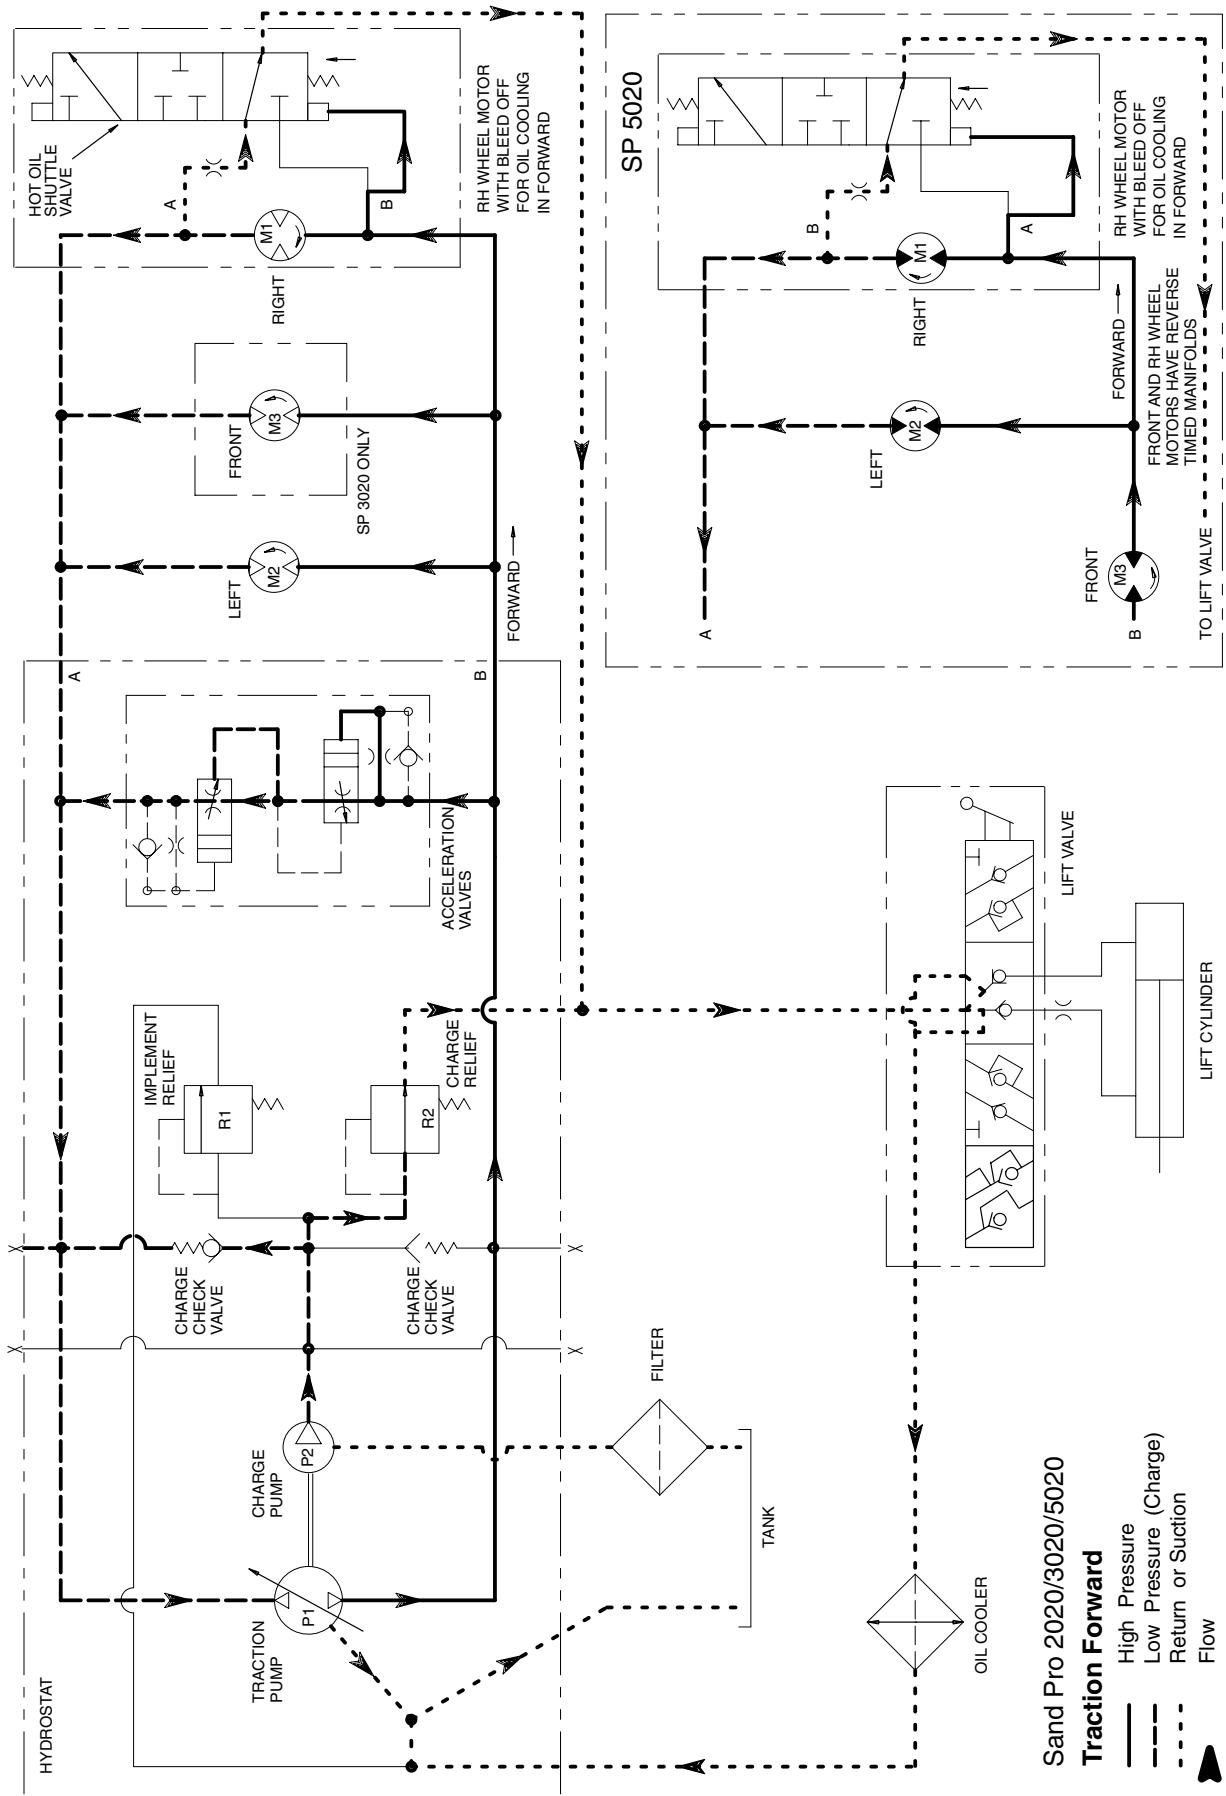 HOT OIL
SHUTTLE
VALVE
A
B
M1
RIGHT
RH WHEEL MOTOR
WITH BLEED OFF
FOR OIL COOLING
IN FORWARD
FRONT
M3
SP 3020 ONLY
LEFT
M2
FORWARD
A
B
ACCELERATION
VALVES
IMPLEMENT
RELIEF
R1
CHARGE
RELIEF
R2
CHARGE
CHECK
VALVE
CHARGE
CHECK
VALVE
X
X
X
X
CHARGE
PUMP
P2
TRACTION
PUMP
P1
HYDROSTAT
FILTER
TANK
OIL COOLER
LIFT VALVE
LIFT CYLINDER
SP 5020
B
A
M1
RIGHT
RH WHEEL MOTOR
WITH BLEED OFF
FOR OIL COOLING
IN FORWARD
FORWARD
M2
LEFT
FRONT AND RH WHEEL
MOTORS HAVE REVERSE
TIMED MANIFOLDS
FRONT
M3
A
B
TO LIFT VALVE
Sand Pro 2020/3020/5020
Traction Forward
High Pressure
Low Pressure (Charge)
Return or Suction
Flow